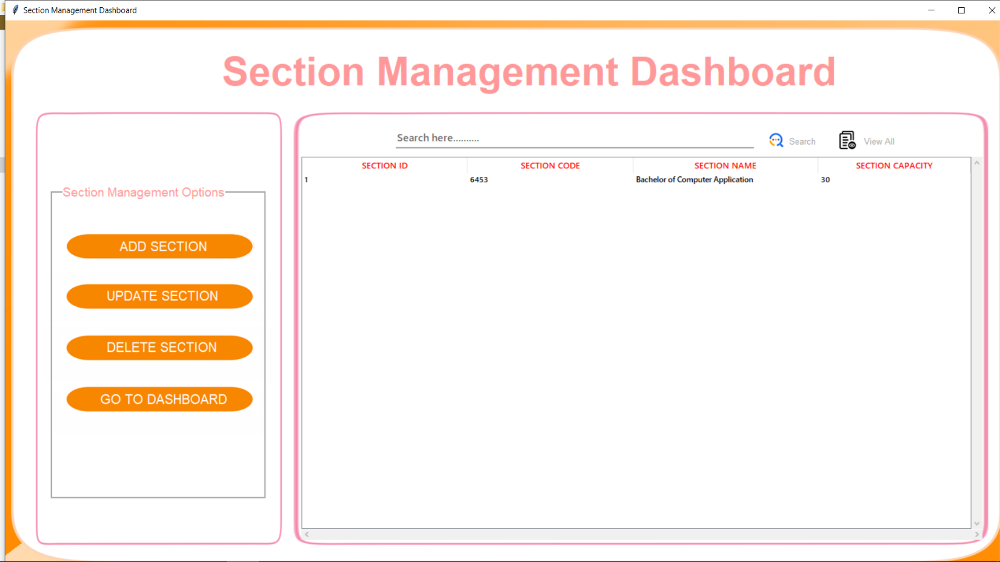 Section Management Dashboard
Section Management Dashboard
Section Management Options
ADD SECTION
UPDATE SECTION
DELETE SECTION
GO TO DASHBOARD
Search here..........
Search
View All
SECTION ID SECTION CODE SECTION NAME SECTION CAPACITY
1 6453 Bachelor of Computer Application 30